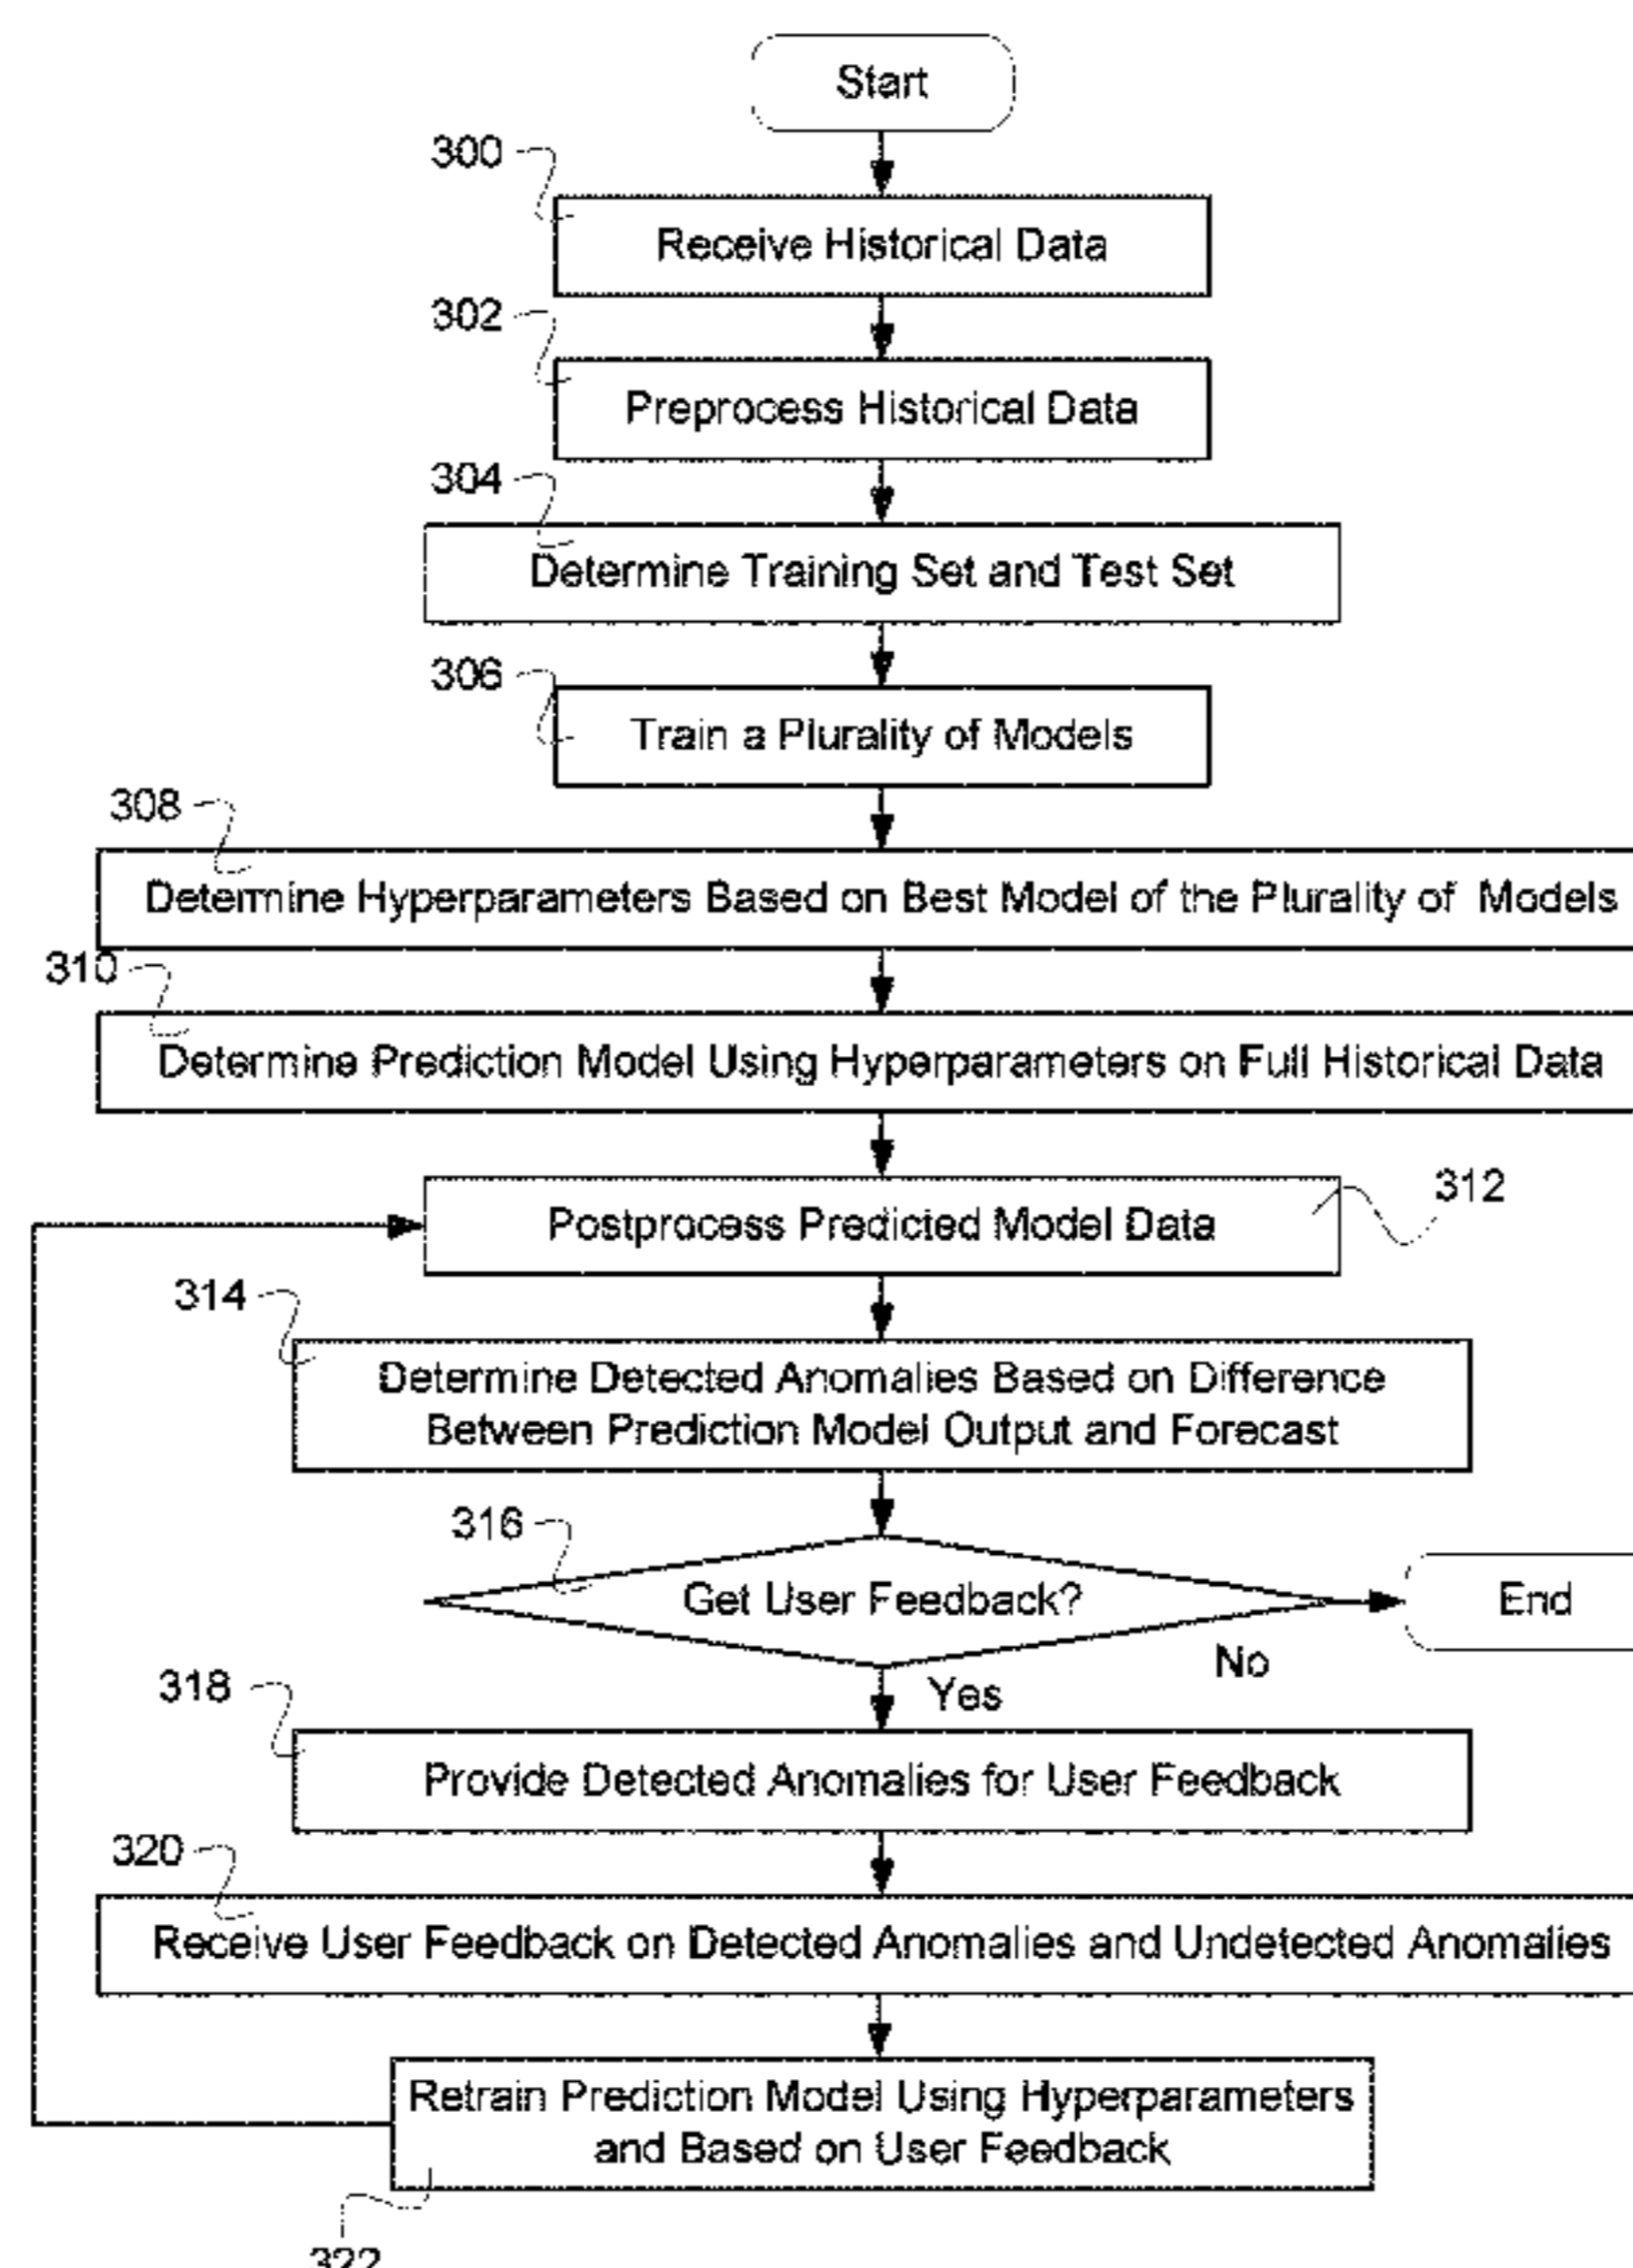 Start
300
Receive Historical Data
302
Preprocess Historical Data
304
Determine Training Set and Test Set
306
Train a Plurality of Models
308
Determine Hyperparameters Based on Best Model of the Plurality of Models
310
Determine Prediction Model Using Hyperparameters on Full Historical Data
312
Postprocess Predicted Model Data
314
Determine Detected Anomalies Based on Difference
Between Prediction Model Output and Forecast
316
Get User Feedback?
End
No
Yes
318
Provide Detected Anomalies for User Feedback
320
Receive User Feedback on Detected Anomalies and Undetected Anomalies
Retrain Prediction Model Using Hyperparameters
and Based on User Feedback
322